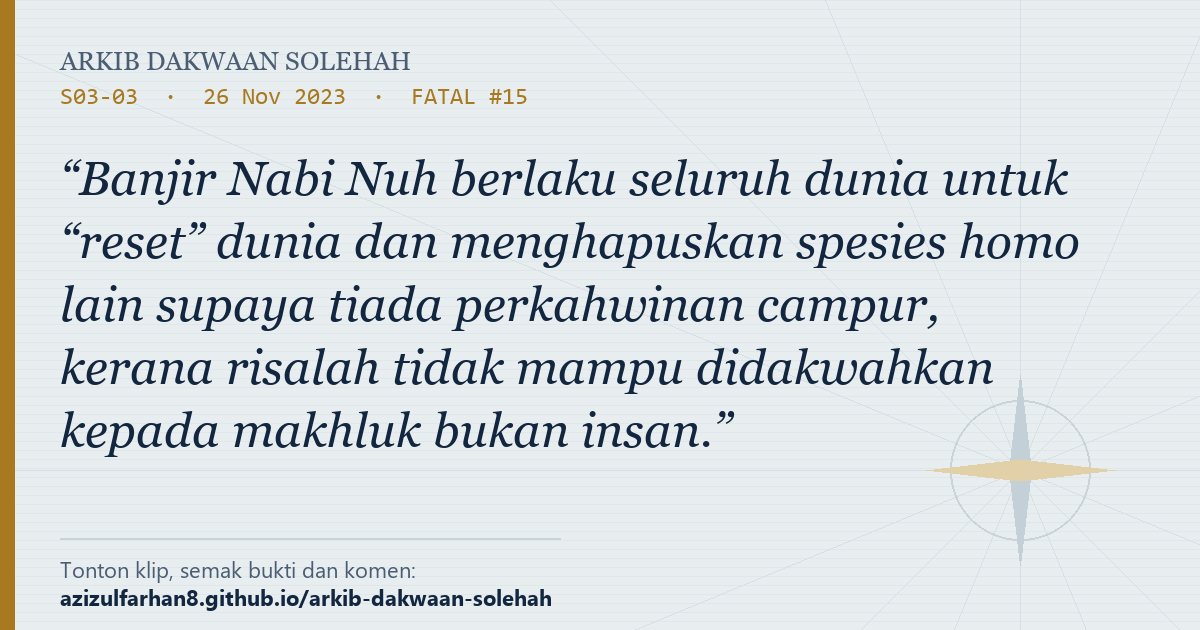 ARKIB DAKWAAN SOLEHAH
S03-03 · 26 Nov 2023 · FATAL #15
“Banjir Nabi Nuh berlaku seluruh dunia untuk
“reset” dunia dan menghapuskan spesies homo
lain supaya tiada perkahwinan campur,
kerana risalah tidak mampu didakwahkan
kepada makhluk bukan insan.”
Tonton klip, semak bukti dan komen:
azizulfarhan8.github.io/arkib-dakwaan-solehah